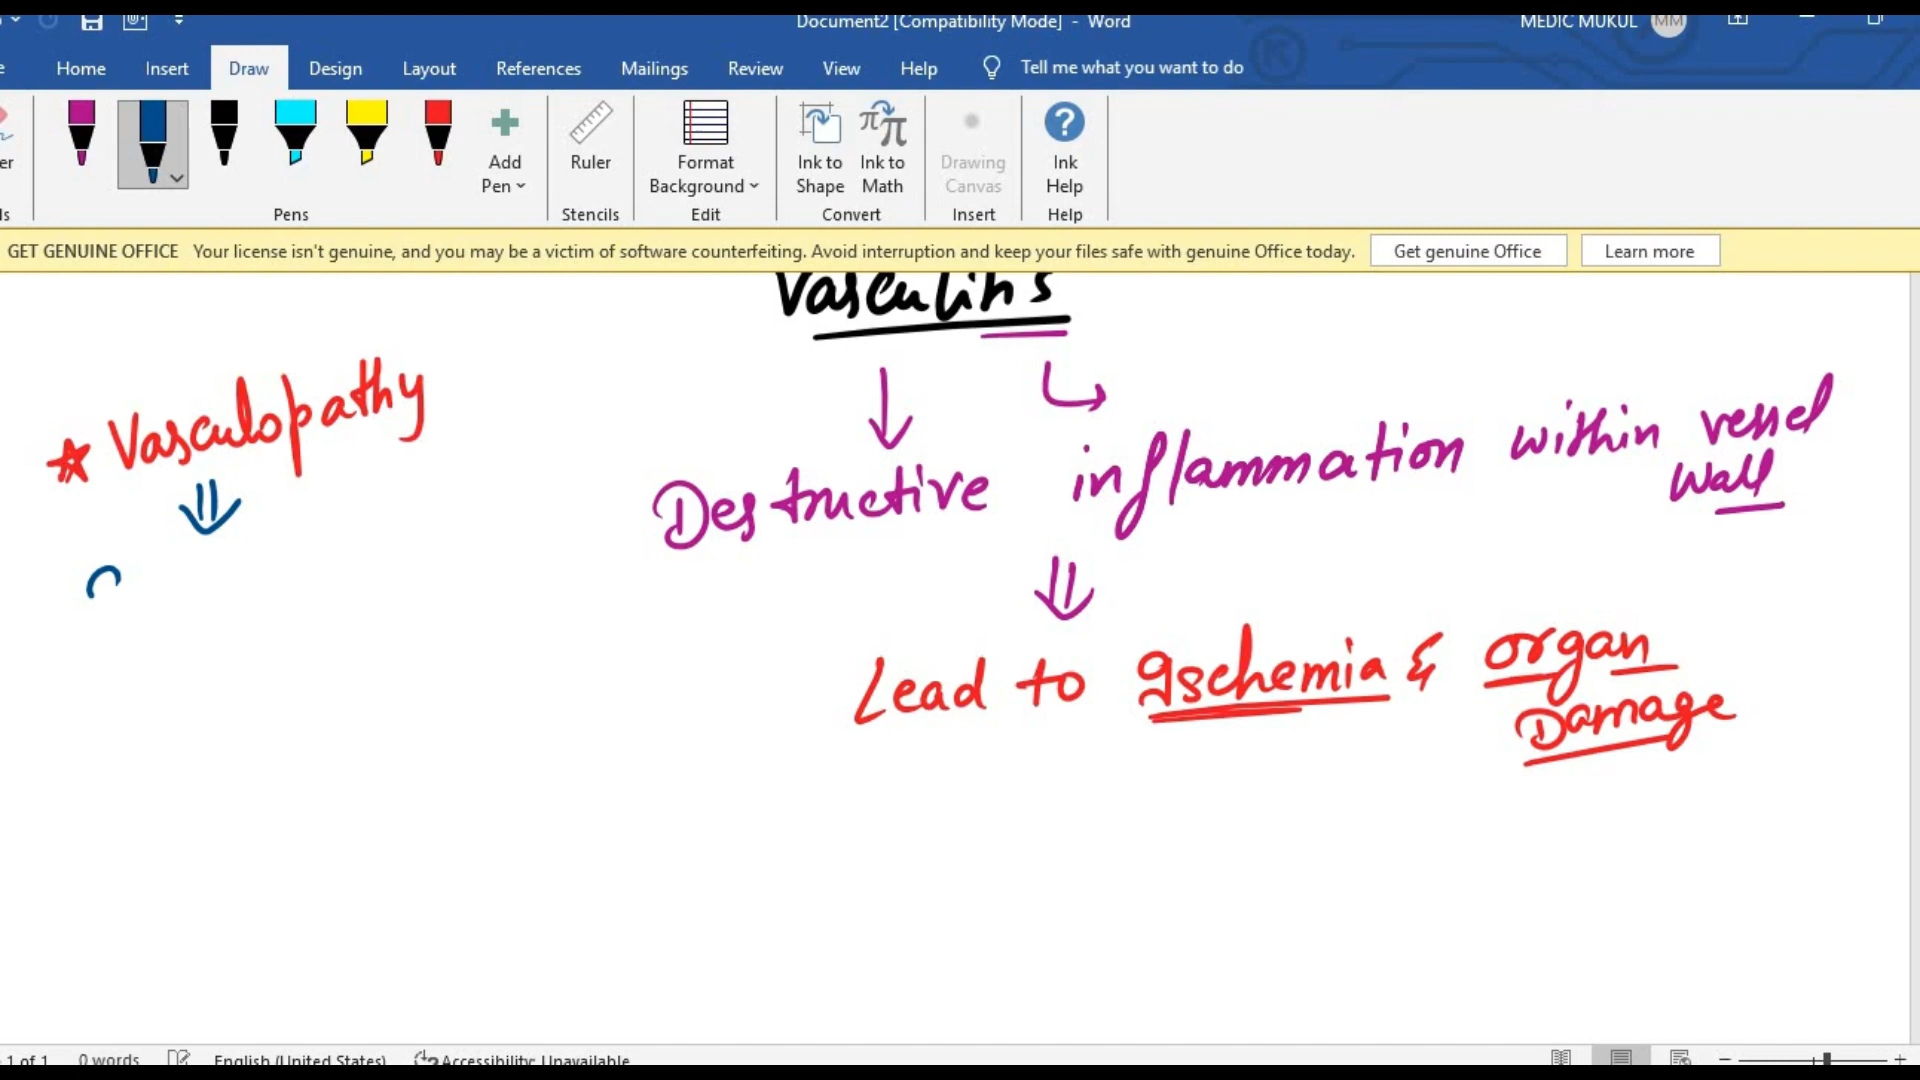 Document2 [Compatibility Mode] - Word
MEDIC MUKUL MM
Home Insert Draw Design Layout References Mailings Review View Help Tell me what you want to do
Add Pen
Ruler
Format Background
Ink to Shape
Ink to Math
Drawing Canvas
Ink Help
Pens Stencils Edit Convert Insert Help
GET GENUINE OFFICE Your license isn't genuine, and you may be a victim of software counterfeiting. Avoid interruption and keep your files safe with genuine Office today. Get genuine Office Learn more
Vasculitis
Vasculopathy
Destructive inflammation within vessel
wall
Lead to Ischemia & organ
Damage
1 of 1 0 words English (United States) Accessibility: Unavailable